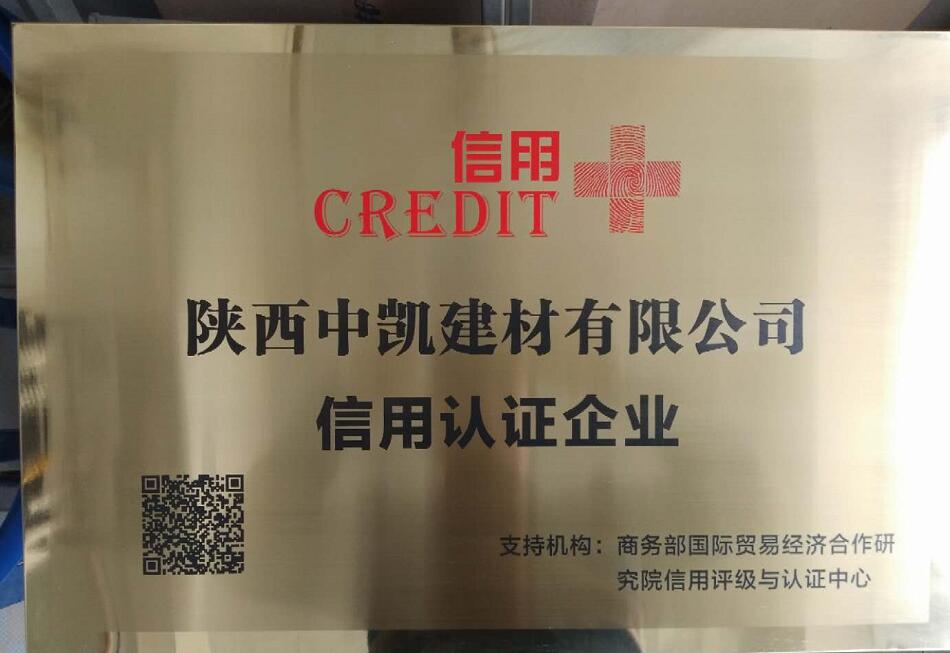 信用
CREDIT
陕西中凯建材有限公司
信用认证企业
支持机构：商务部国际贸易经济合作研
究院信用评级与认证中心